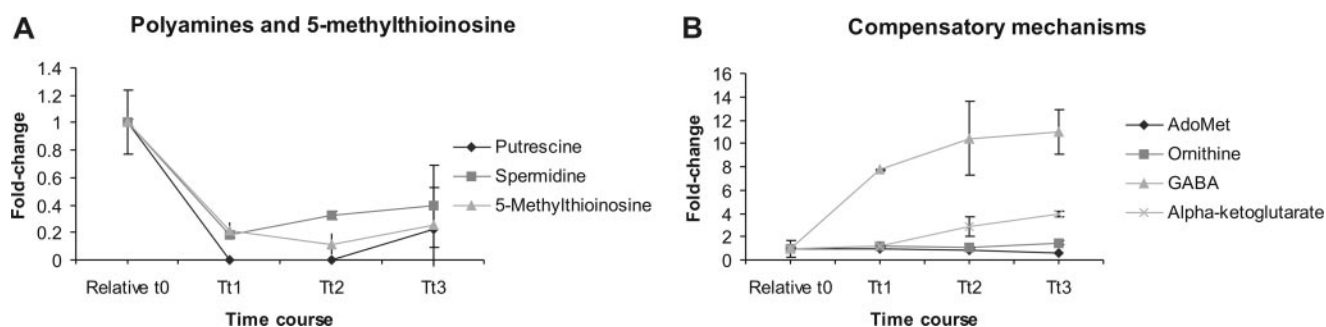 A
Polyamines and 5-methylthioinosine
Fold-change
1.4
1.2
1
0.8
0.6
0.4
0.2
0
Relative t0 Tt1 Tt2 Tt3
Time course
Putrescine
Spermidine
5-Methylthioinosine
B
Compensatory mechanisms
Fold-change
16
14
12
10
8
6
4
2
0
Relative t0 Tt1 Tt2 Tt3
Time course
AdoMet
Ornithine
GABA
Alpha-ketoglutarate